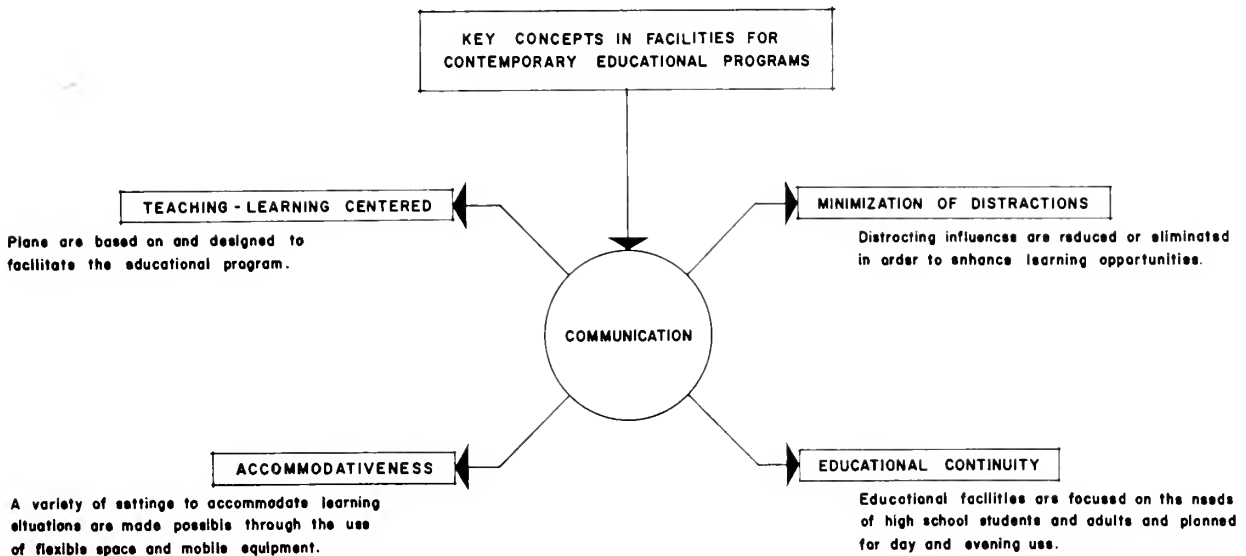 KEY CONCEPTS IN FACILITIES FOR
CONTEMPORARY EDUCATIONAL PROGRAMS
TEACHING - LEARNING CENTERED
Plans are based on and designed to
facilitate the educational program.
MINIMIZATION OF DISTRACTIONS
Distracting influences are reduced or eliminated
in order to enhance learning opportunities.
COMMUNICATION
ACCOMMODATIVENESS
A variety of settings to accommodate learning
situations are made possible through the use
of flexible space and mobile equipment.
EDUCATIONAL CONTINUITY
Educational facilities are focused on the needs
of high school students and adults and planned
for day and evening use.